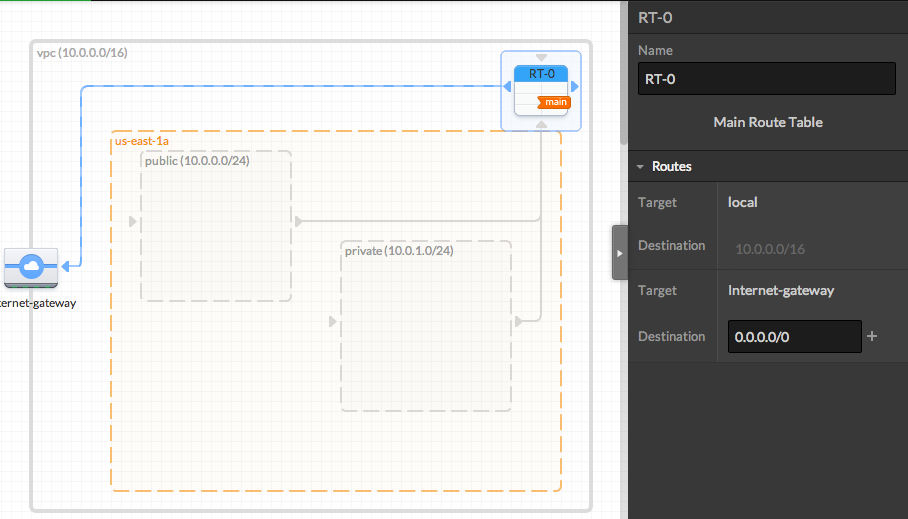 vpc (10.0.0.0/16)
RT-0
main
us-east-1a
public (10.0.0.0/24)
private (10.0.1.0/24)
ernet-gateway
RT-0
Name
RT-0
Main Route Table
Routes
Target local
Destination 10.0.0.0/16
Target Internet-gateway
Destination 0.0.0.0/0 +